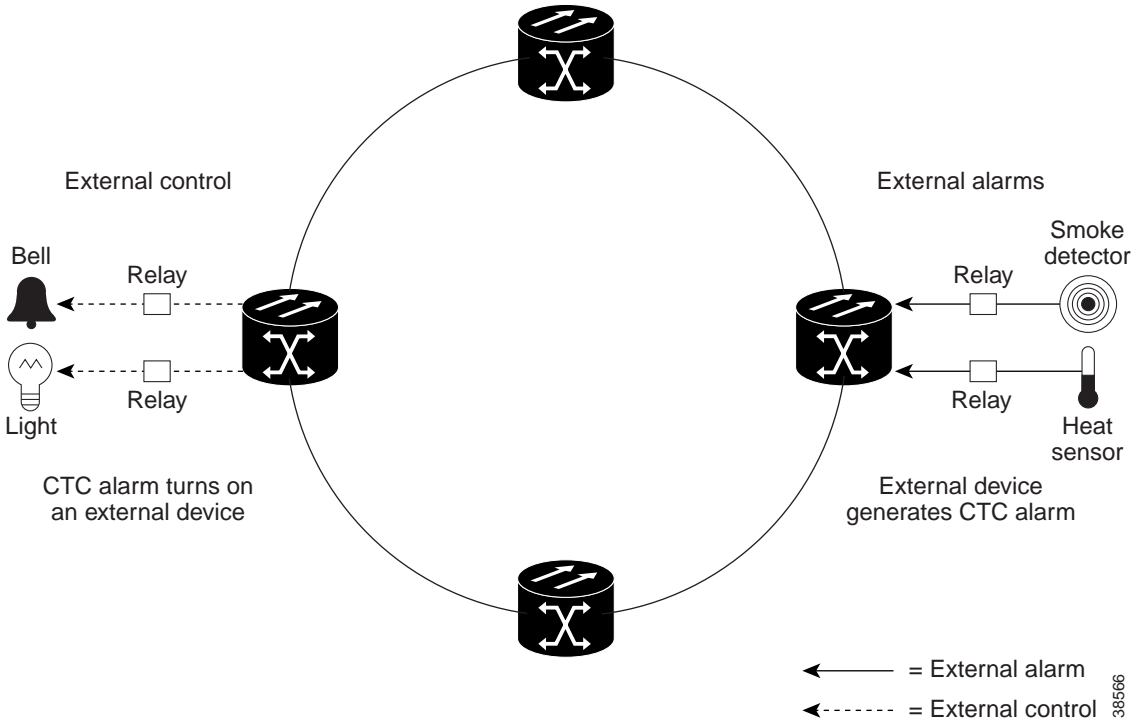 External control
External alarms
Bell
Relay
Relay
Light
Relay
Smoke
detector
Relay
Heat
sensor
CTC alarm turns on
an external device
External device
generates CTC alarm
= External alarm
= External control
38566